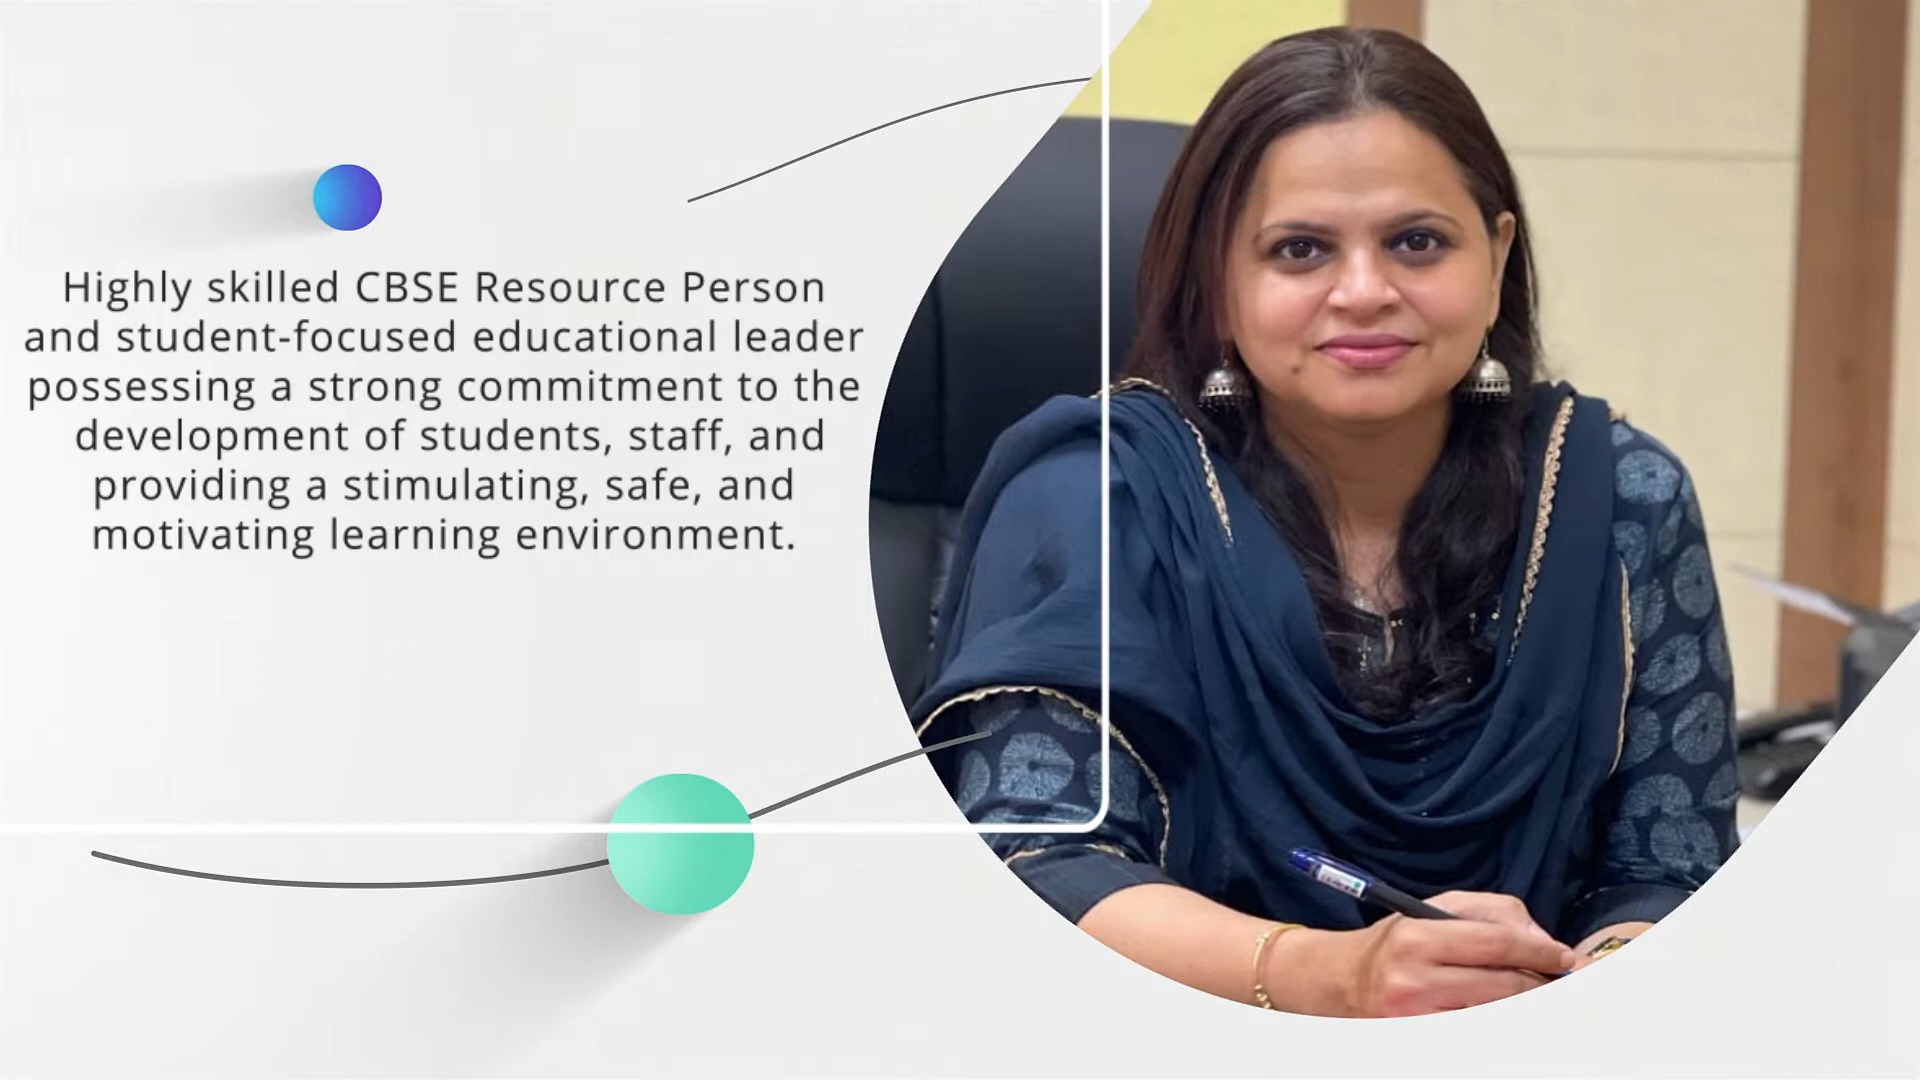 Highly skilled CBSE Resource Person
and student-focused educational leader
possessing a strong commitment to the
development of students, staff, and
providing a stimulating, safe, and
motivating learning environment.